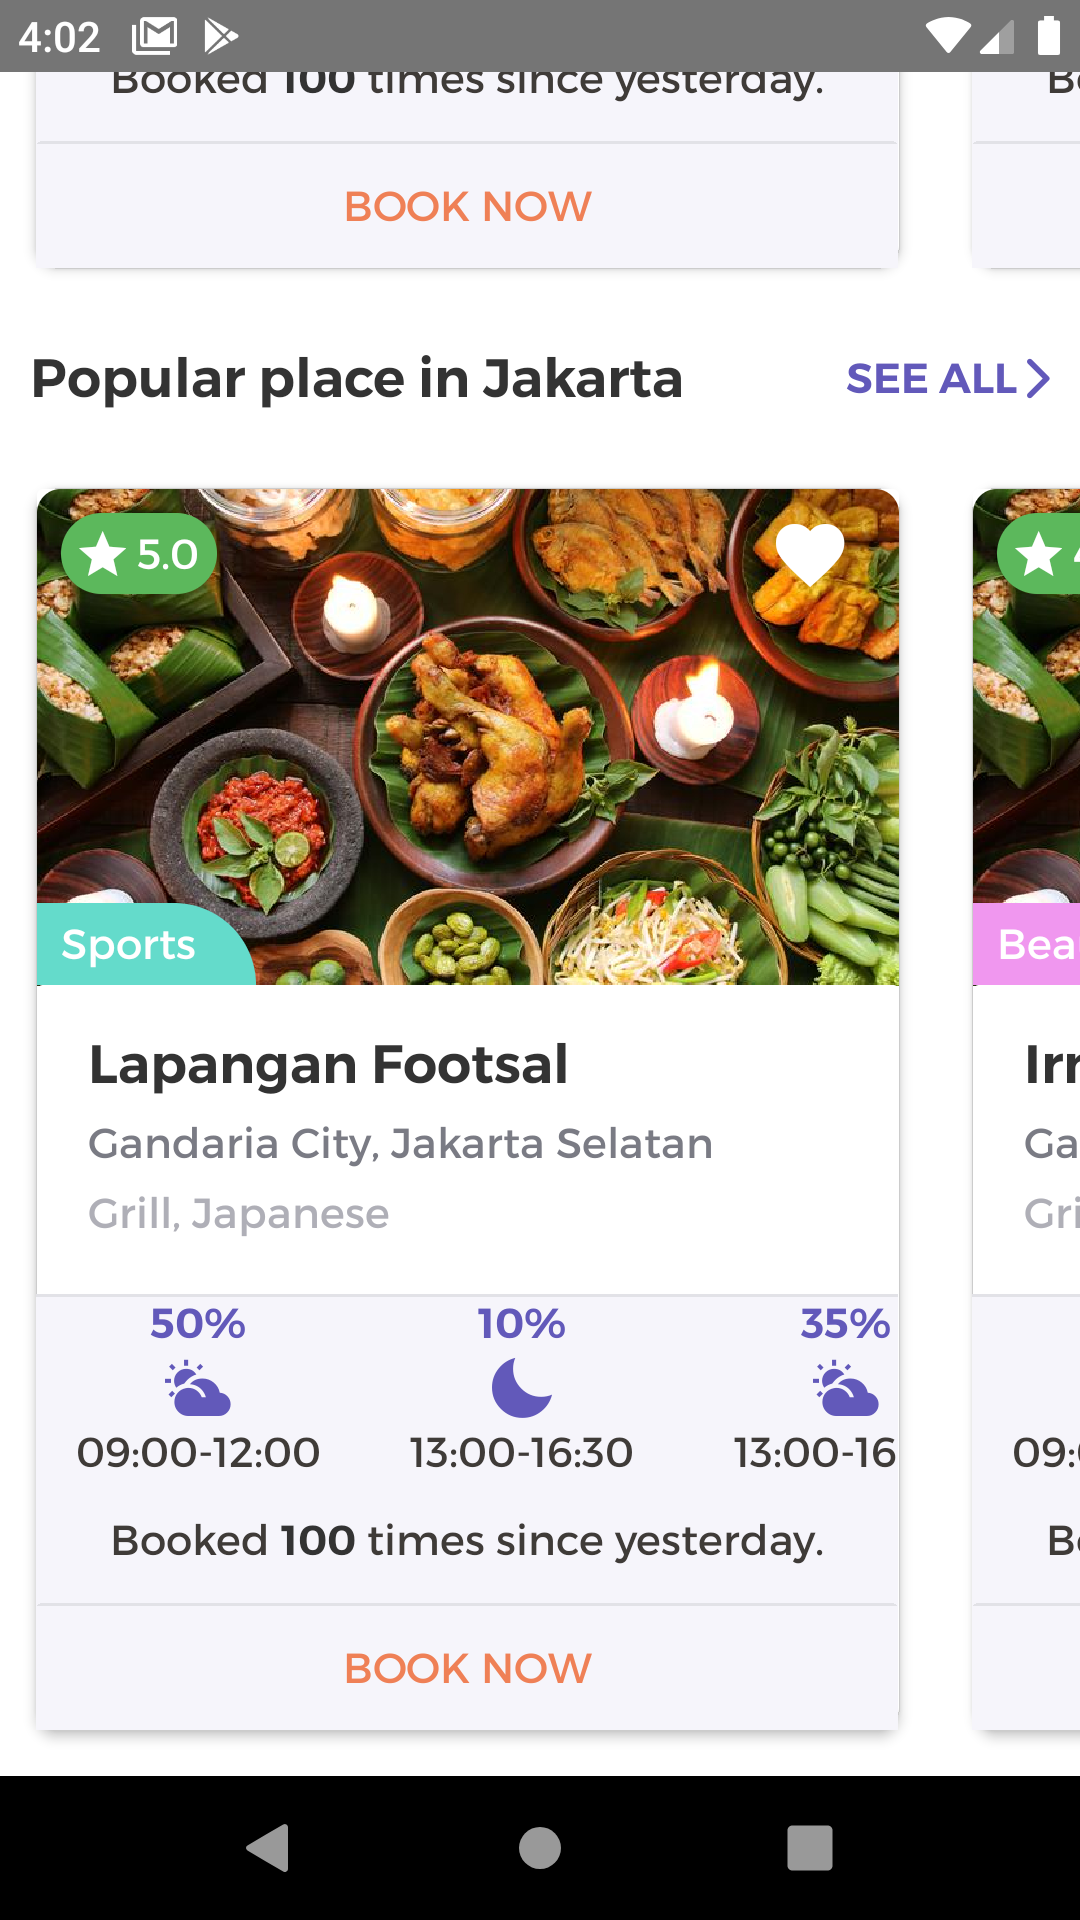 4:02
Booked 100 times since yesterday.
BOOK NOW
Popular place in Jakarta
SEE ALL
5.0
Sports
Bea
Lapangan Footsal
Gandaria City, Jakarta Selatan
Ga
Grill, Japanese
Gri
50%
10%
35%
09:00-12:00
13:00-16:30
13:00-16
09:
Booked 100 times since yesterday.
BOOK NOW